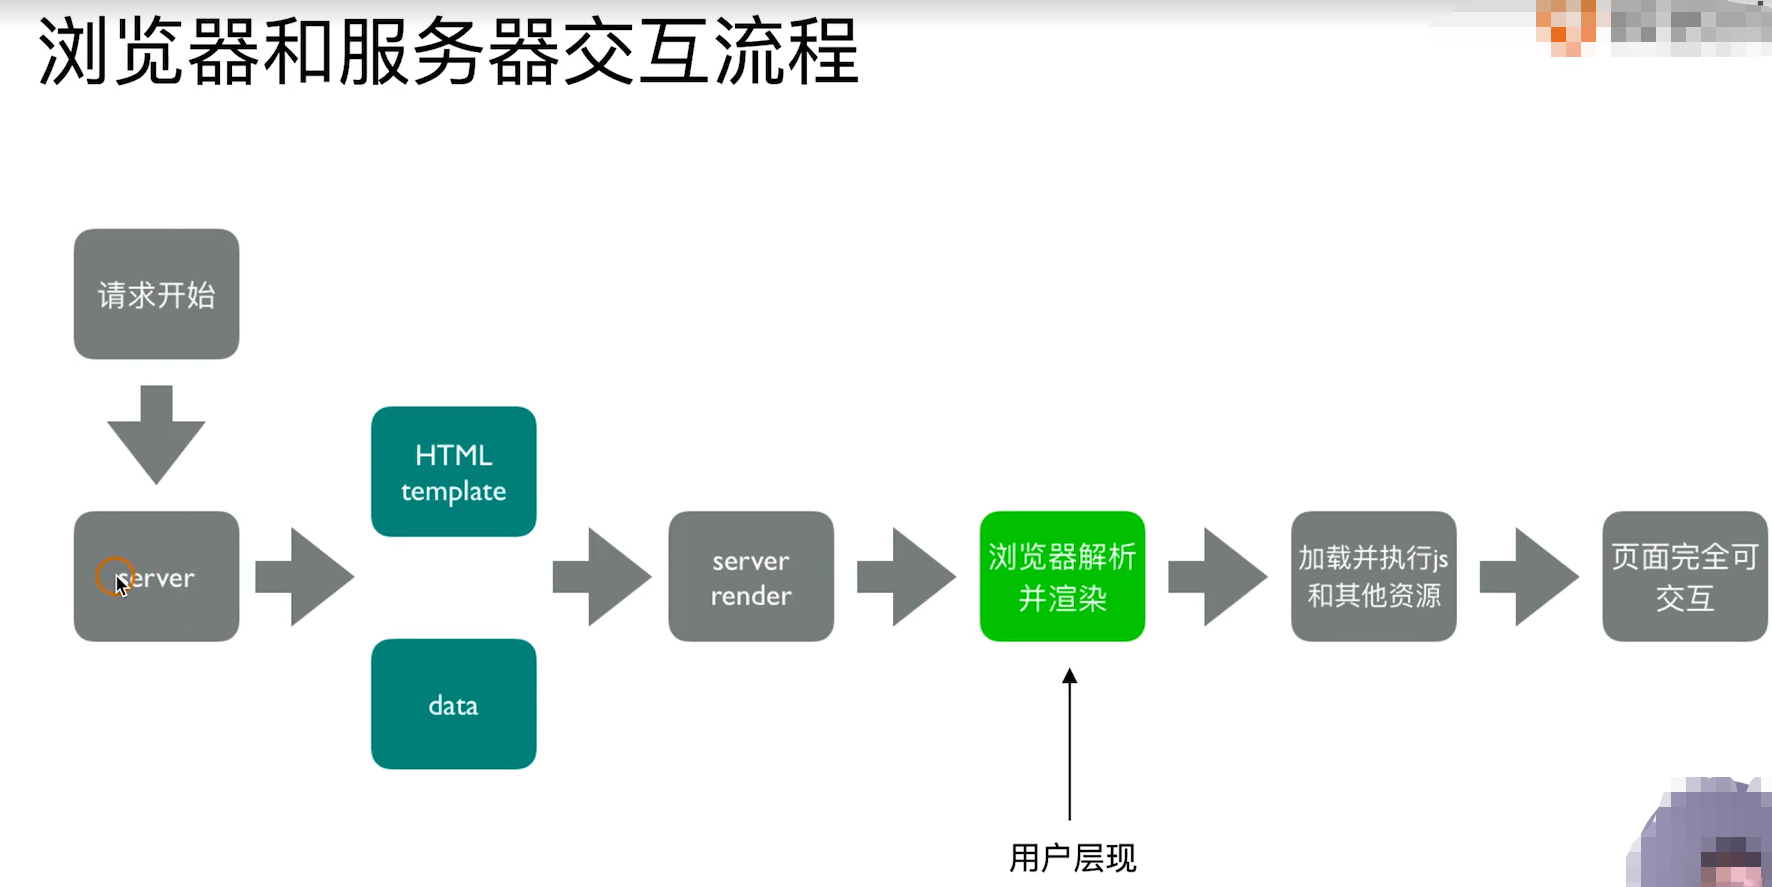 浏览器和服务器交互流程
请求开始
server
HTML
template
data
server
render
浏览器解析
并渲染
加载并执行js
和其他资源
页面完全可
交互
用户层现